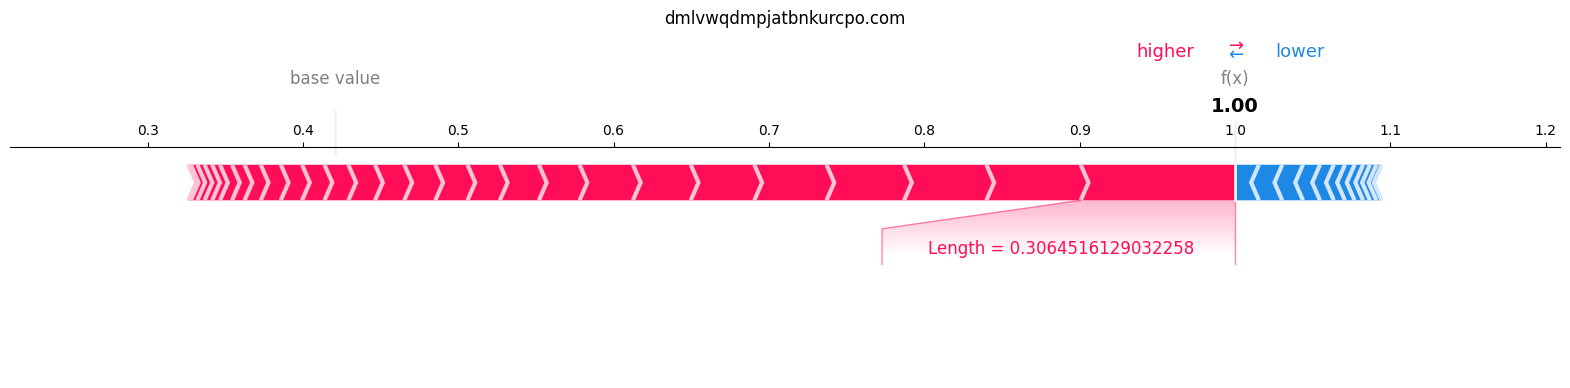 dmlvwqdmpjatbnkurcpo.com
higher → ← lower
base value f(x)
1.00
0.3 0.4 0.5 0.6 0.7 0.8 0.9 1.0 1.1 1.2
Length = 0.3064516129032258